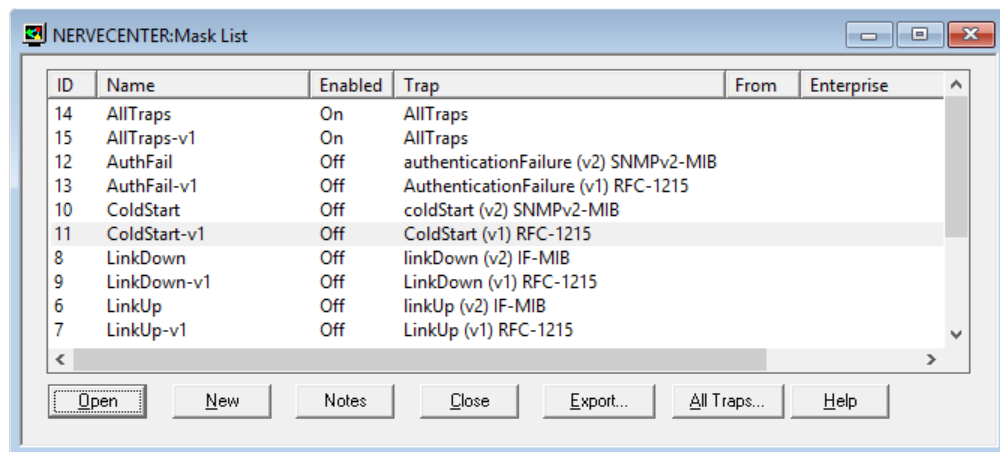 NERVECENTER:Mask List
ID Name Enabled Trap From Enterprise
14 AllTraps On AllTraps
15 AllTraps-v1 On AllTraps
12 AuthFail Off authenticationFailure (v2) SNMPv2-MIB
13 AuthFail-v1 Off AuthenticationFailure (v1) RFC-1215
10 ColdStart Off coldStart (v2) SNMPv2-MIB
11 ColdStart-v1 Off ColdStart (v1) RFC-1215
8 LinkDown Off linkDown (v2) IF-MIB
9 LinkDown-v1 Off LinkDown (v1) RFC-1215
6 LinkUp Off linkUp (v2) IF-MIB
7 LinkUp-v1 Off LinkUp (v1) RFC-1215
Open New Notes Close Export... All Traps... Help